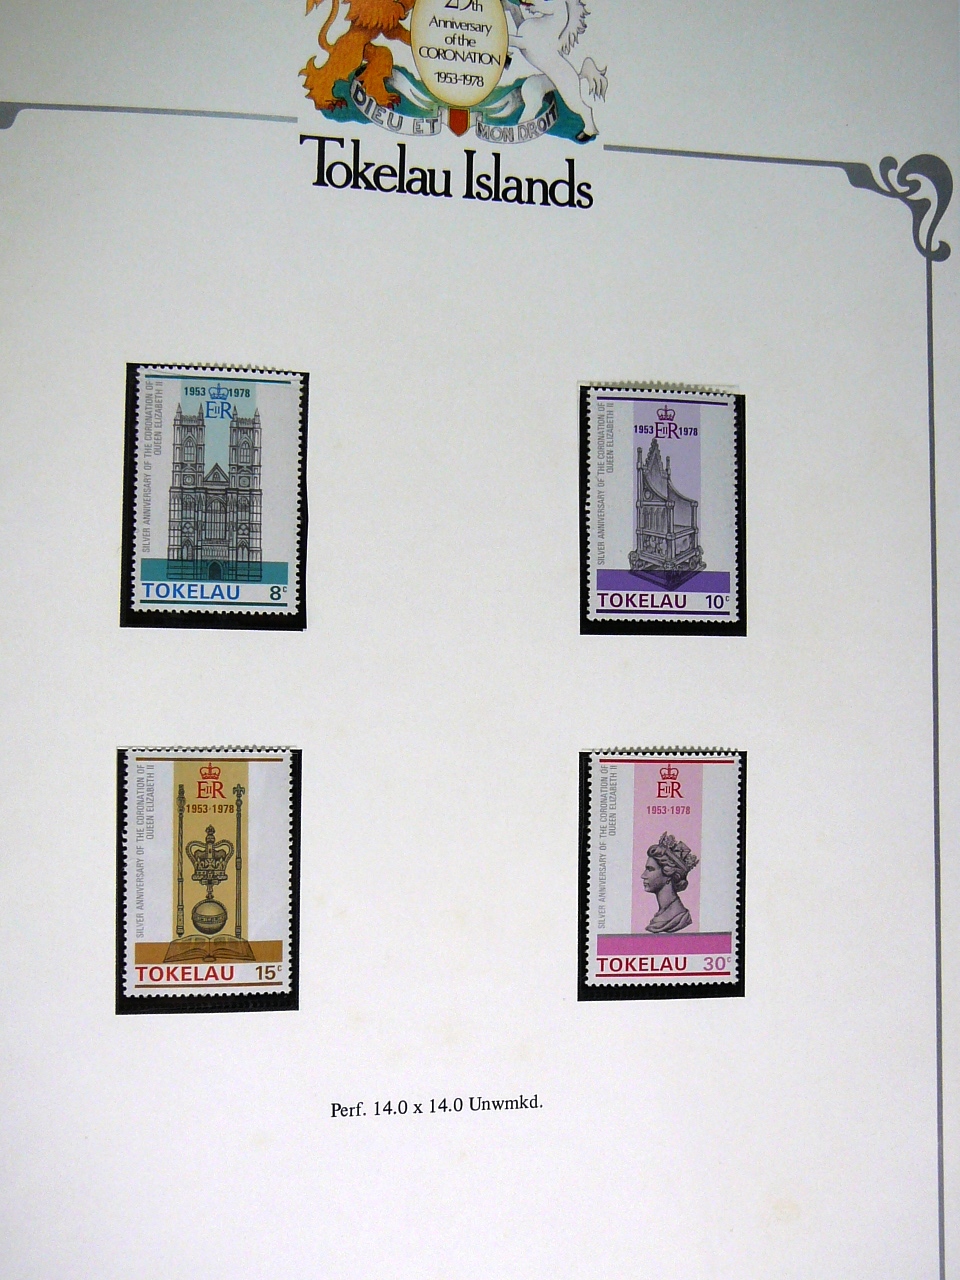 25th
Anniversary
of the
CORONATION
1953-1978
DIEU ET MON DROIT
Tokelau Islands
SILVER ANNIVERSARY OF THE CORONATION OF
QUEEN ELIZABETH II
1953 1978
EIIR
TOKELAU 8c
SILVER ANNIVERSARY OF THE CORONATION OF
QUEEN ELIZABETH II
1953 EIIR 1978
TOKELAU 10c
SILVER ANNIVERSARY OF THE CORONATION OF
QUEEN ELIZABETH II
EIIR
1953-1978
TOKELAU 15c
SILVER ANNIVERSARY OF THE CORONATION OF
QUEEN ELIZABETH II
EIIR
1953-1978
TOKELAU 30c
Perf. 14.0 x 14.0 Unwmkd.